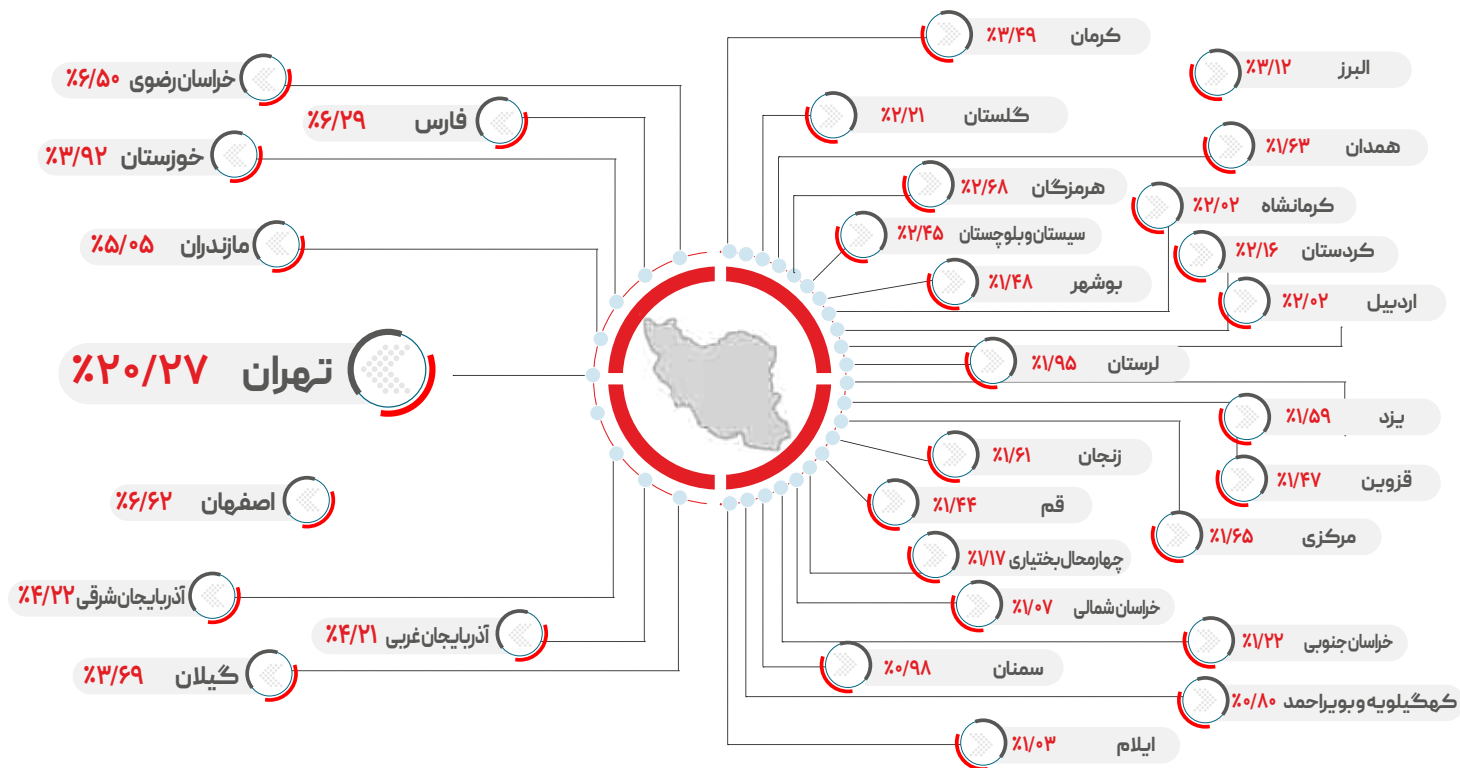 کرمان ٪۳/۴۹
البرز ٪۳/۱۲
گلستان ٪۲/۲۱
همدان ٪۱/۶۳
هرمزگان ٪۲/۶۸
کرمانشاه ٪۲/۰۲
سیستان و بلوچستان ٪۲/۴۵
کردستان ٪۲/۱۶
بوشهر ٪۱/۴۸
اردبیل ٪۲/۰۲
لرستان ٪۱/۹۵
یزد ٪۱/۵۹
زنجان ٪۱/۶۱
قزوین ٪۱/۴۷
قم ٪۱/۴۴
مرکزی ٪۱/۶۵
چهارمحال بختیاری ٪۱/۱۷
خراسان شمالی ٪۱/۰۷
خراسان جنوبی ٪۱/۲۲
سمنان ٪۰/۹۸
کهگیلویه و بویراحمد ٪۰/۸۰
ایلام ٪۱/۰۳
خراسان رضوی ٪۶/۵۰
فارس ٪۶/۲۹
خوزستان ٪۳/۹۲
مازندران ٪۵/۰۵
تهران ٪۲۰/۲۷
اصفهان ٪۶/۶۲
آذربایجان شرقی ٪۴/۲۲
آذربایجان غربی ٪۴/۲۱
گیلان ٪۳/۶۹